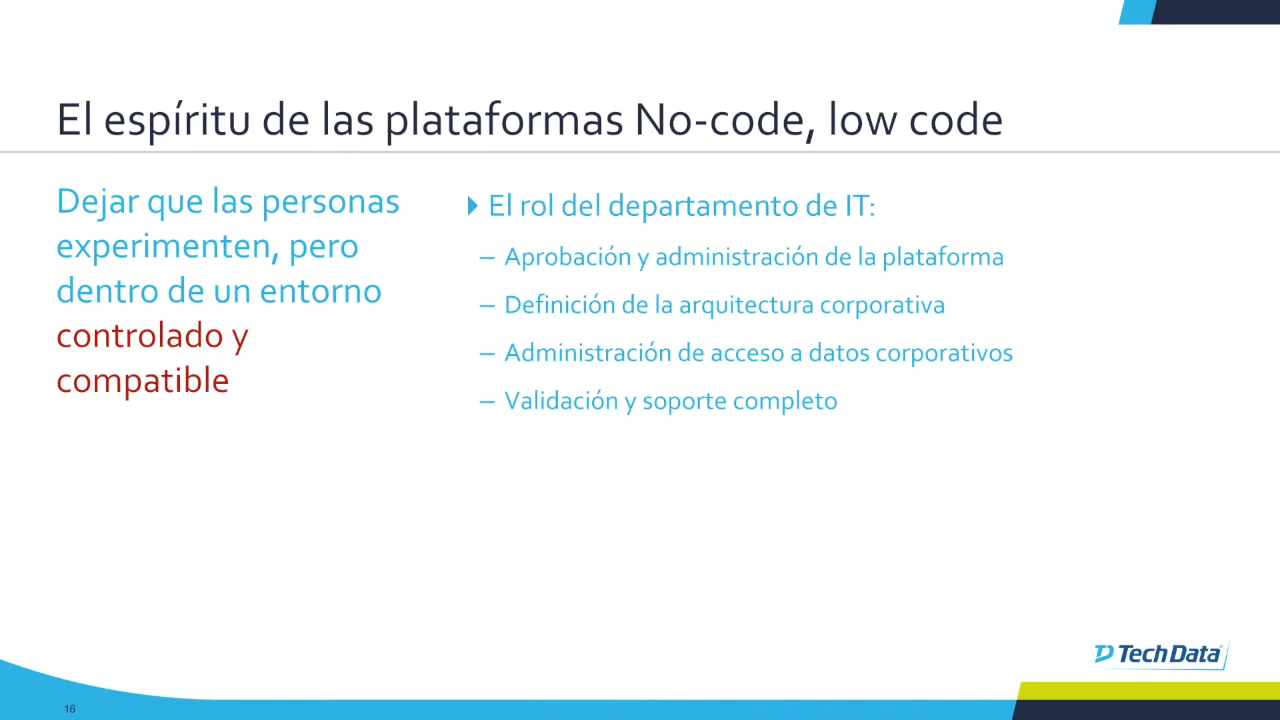 El espíritu de las plataformas No-code, low code
Dejar que las personas
experimenten, pero
dentro de un entorno
controlado y
compatible
El rol del departamento de IT:
– Aprobación y administración de la plataforma
– Definición de la arquitectura corporativa
– Administración de acceso a datos corporativos
– Validación y soporte completo
Tech Data
16